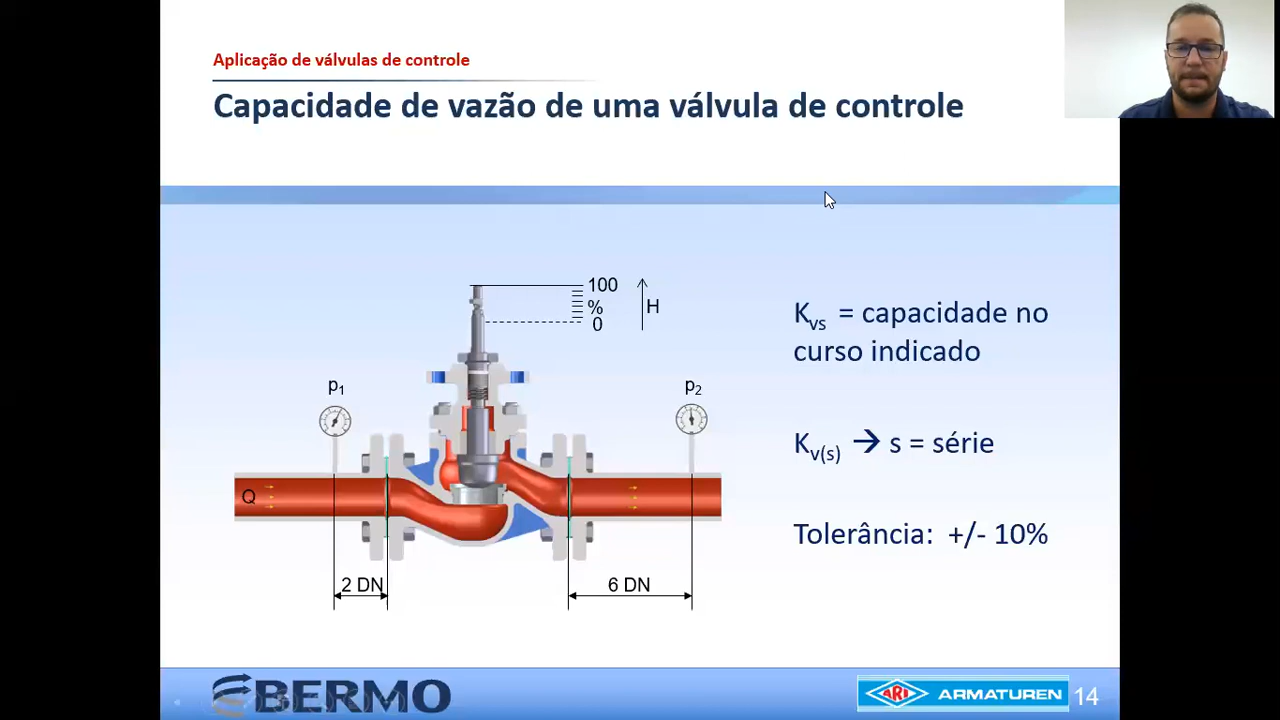 Aplicação de válvulas de controle
Capacidade de vazão de uma válvula de controle
100
%
0
H
p1
p2
Q
2 DN
6 DN
Kvs = capacidade no
curso indicado
Kv(s) → s = série
Tolerância: +/- 10%
BERMO
ARI ARMATUREN
14